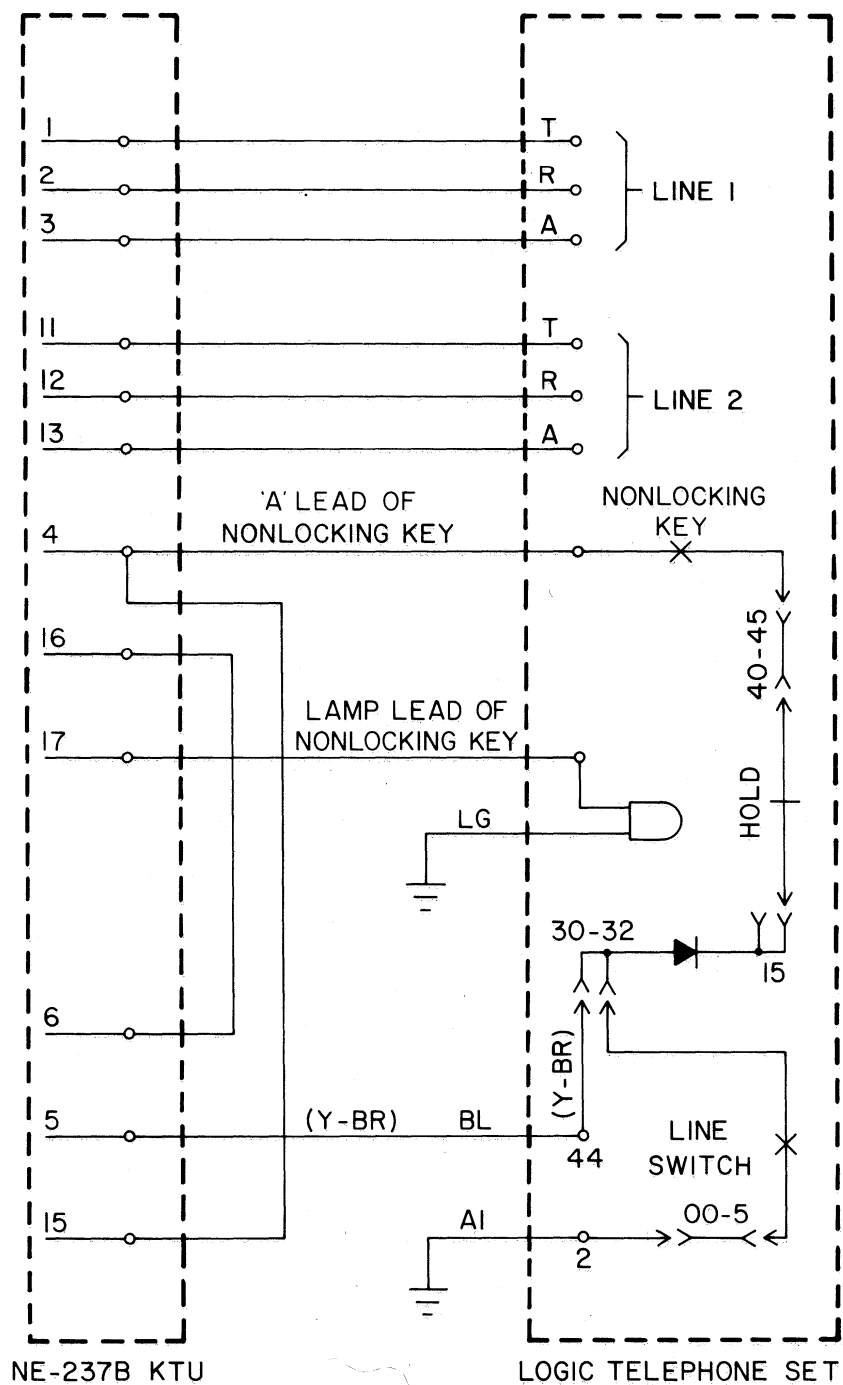 1
T
2
R
LINE 1
3
A
11
T
12
R
LINE 2
13
A
'A' LEAD OF
NONLOCKING KEY
NONLOCKING
KEY
4
40-45
16
LAMP LEAD OF
NONLOCKING KEY
17
HOLD
LG
30-32
15
6
(Y-BR)
5
(Y-BR)
BL
44
LINE
SWITCH
15
A1
00-5
2
NE-237B KTU
LOGIC TELEPHONE SET